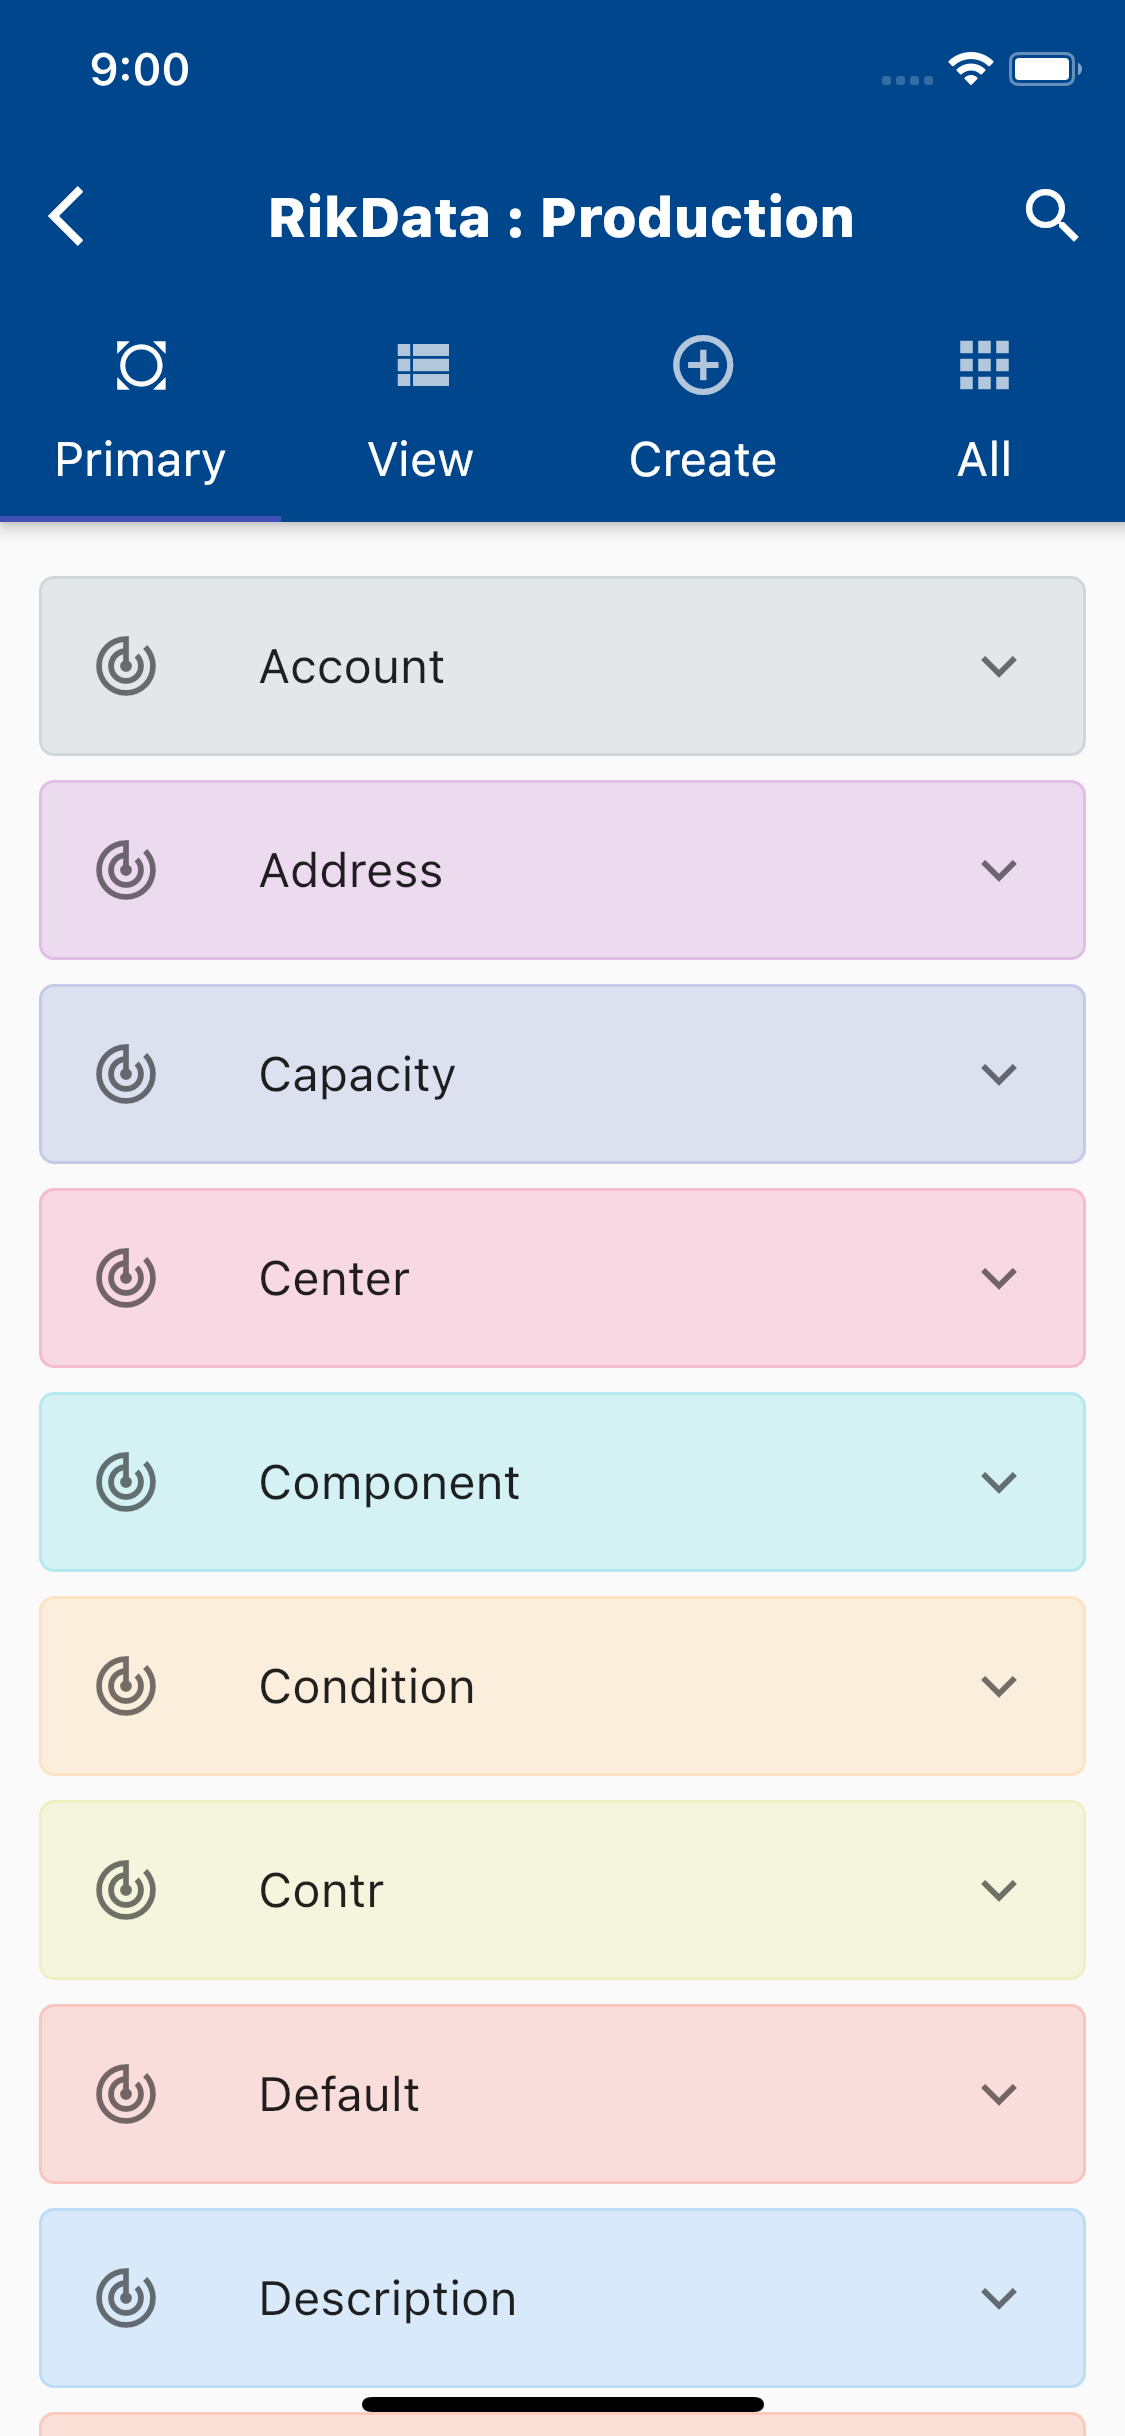 9:00
RikData : Production
Primary
View
Create
All
Account
Address
Capacity
Center
Component
Condition
Contr
Default
Description